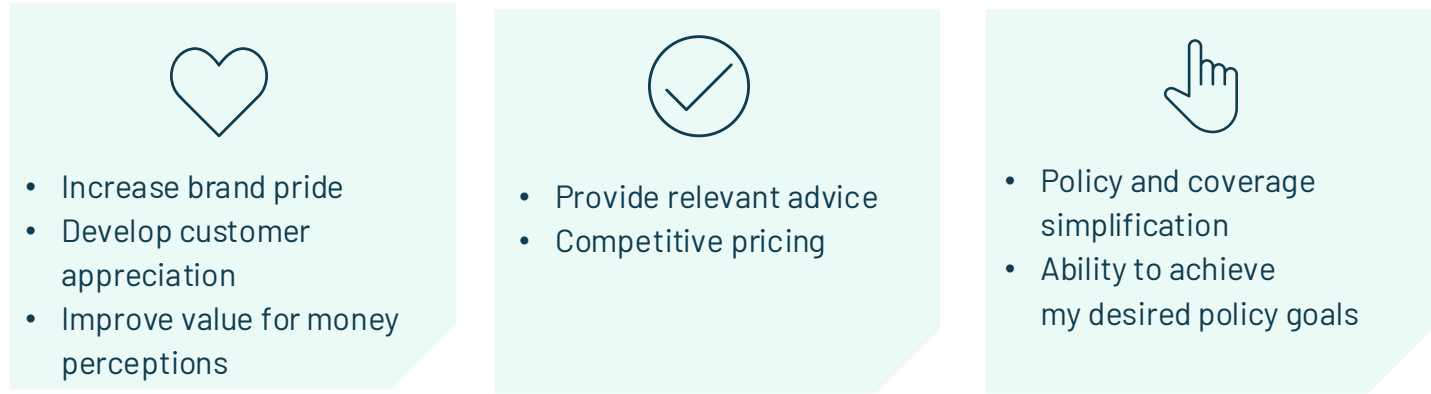 • Increase brand pride
• Develop customer
appreciation
• Improve value for money
perceptions
• Provide relevant advice
• Competitive pricing
• Policy and coverage
simplification
• Ability to achieve
my desired policy goals